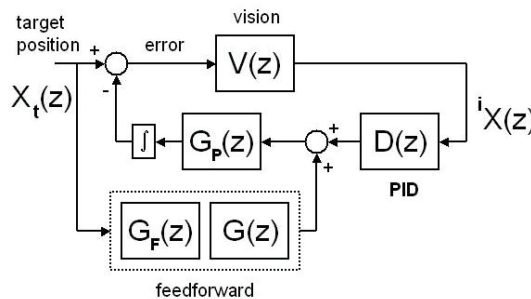 target
position
X_t(z)
+
-
error
vision
V(z)
∫
G_P(z)
+
+
D(z)
PID
iX(z)
G_F(z)
G(z)
feedforward